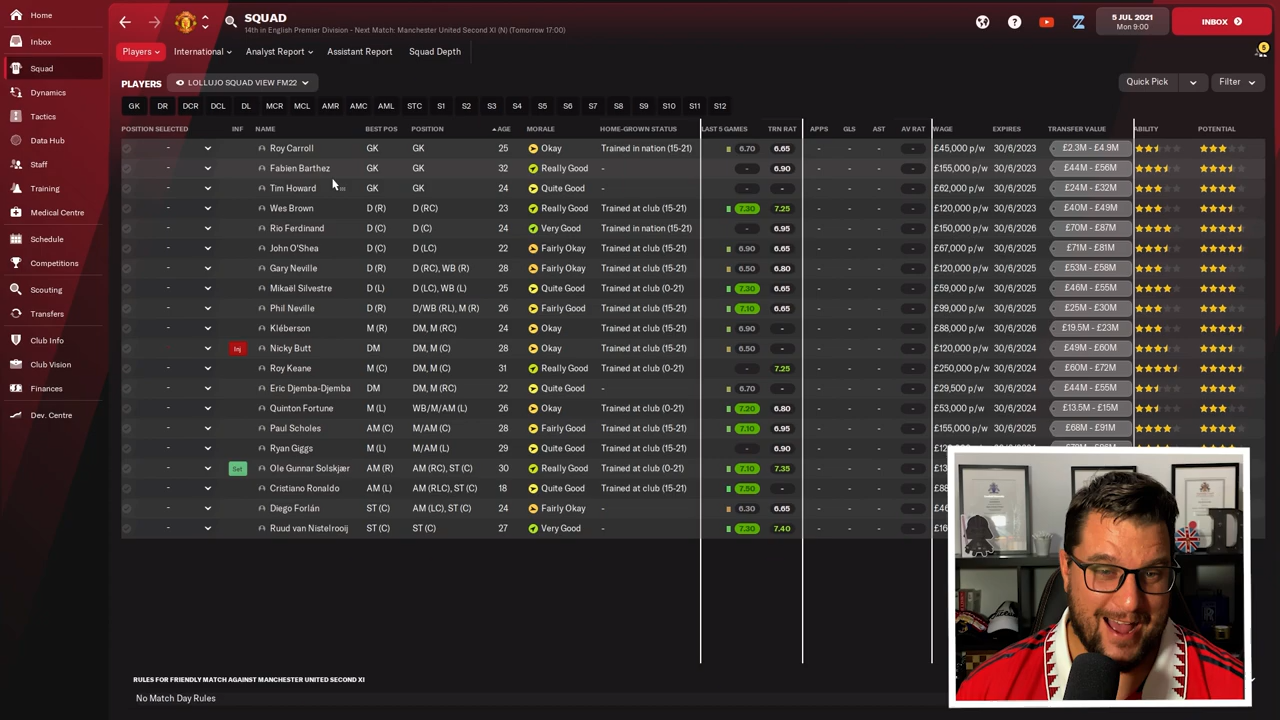 Home
SQUAD
14th in English Premier Division - Next Match: Manchester United Second XI (N) (Tomorrow 17:00)
5 JUL 2021
Mon 9:00
INBOX
Inbox
Squad
Dynamics
Tactics
Data Hub
Staff
Training
Medical Centre
Schedule
Competitions
Scouting
Transfers
Club Info
Club Vision
Finances
Dev. Centre
Players International Analyst Report Assistant Report Squad Depth 5
PLAYERS LOLLUJO SQUAD VIEW FM22 Quick Pick Filter
GK DR DCR DCL DL MCR MCL AMR AMC AML STC S1 S2 S3 S4 S5 S6 S7 S8 S9 S10 S11 S12
POSITION SELECTED INF NAME BEST POS POSITION AGE MORALE HOME-GROWN STATUS LAST 5 GAMES TRN RAT APPS GLS AST AV RAT WAGE EXPIRES TRANSFER VALUE ABILITY POTENTIAL
- Roy Carroll GK GK 25 Okay Trained in nation (15-21) 6.70 6.65 - - - - £45,000 p/w 30/6/2023 £2.3M - £4.9M
- Fabien Barthez GK GK 32 Really Good - - 6.90 - - - - £155,000 p/w 30/6/2023 £44M - £56M
- Tim Howard GK GK 24 Quite Good - - - - - - - £62,000 p/w 30/6/2025 £24M - £32M
- Wes Brown D (R) D (RC) 23 Really Good Trained at club (15-21) 7.30 7.25 - - - - £120,000 p/w 30/6/2023 £40M - £49M
- Rio Ferdinand D (C) D (C) 24 Very Good Trained in nation (15-21) - 6.95 - - - - £150,000 p/w 30/6/2026 £70M - £87M
- John O'Shea D (C) D (LC) 22 Fairly Okay Trained at club (15-21) 6.90 6.65 - - - - £67,000 p/w 30/6/2025 £71M - £81M
- Gary Neville D (R) D (RC), WB (R) 28 Fairly Okay Trained at club (15-21) 6.50 6.80 - - - - £120,000 p/w 30/6/2025 £53M - £58M
- Mikaël Silvestre D (L) D (LC), WB (L) 25 Quite Good Trained at club (0-21) 7.30 6.65 - - - - £59,000 p/w 30/6/2025 £46M - £55M
- Phil Neville D (R) D/WB (RL), M (R) 26 Quite Good Trained at club (15-21) 7.10 6.65 - - - - £99,000 p/w 30/6/2023 £25M - £30M
- Kléberson M (R) DM, M (RC) 24 Okay Trained at club (15-21) 6.90 - - - - - £88,000 p/w 30/6/2026 £19.5M - £23M
- Inj Nicky Butt DM DM, M (C) 28 Okay Trained at club (15-21) 6.50 - - - - - £120,000 p/w 30/6/2023 £49M - £60M
- Roy Keane M (C) DM, M (C) 31 Really Good Trained at club (0-21) - 7.25 - - - - £250,000 p/w 30/6/2024 £60M - £72M
- Eric Djemba-Djemba DM DM, M (RC) 22 Quite Good - 6.70 - - - - - £29,500 p/w 30/6/2024 £44M - £55M
- Quinton Fortune M (L) WB/M/AM (L) 26 Okay Trained at club (0-21) 7.20 6.80 - - - - £53,000 p/w 30/6/2024 £13.5M - £15M
- Paul Scholes AM (C) M/AM (C) 28 Fairly Good Trained at club (15-21) 7.10 6.95 - - - - £155,000 p/w 30/6/2025 £68M - £91M
- Ryan Giggs M (L) M/AM (L) 29 Quite Good Trained at club (15-21) - 6.90 - - - -
- Set Ole Gunnar Solskjær AM (R) AM (RC), ST (C) 30 Really Good Trained at club (0-21) 7.10 7.35 - - - -
- Cristiano Ronaldo AM (L) AM (RLC), ST (C) 18 Quite Good Trained at club (15-21) 7.50 - - - - -
- Diego Forlán ST (C) AM (LC), ST (C) 24 Fairly Okay - 6.30 6.65 - - - -
- Ruud van Nistelrooij ST (C) ST (C) 27 Very Good - 7.30 7.40 - - - -
RULES FOR FRIENDLY MATCH AGAINST MANCHESTER UNITED SECOND XI
No Match Day Rules